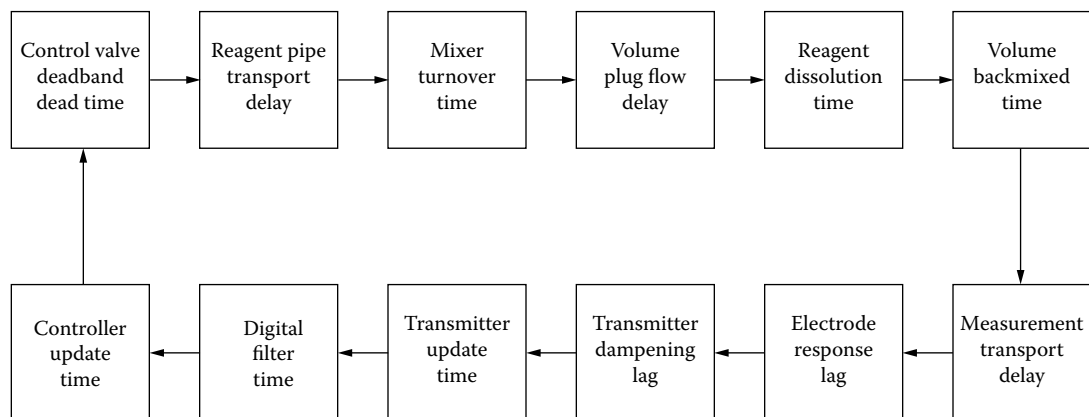 Control valve
deadband
dead time
Reagent pipe
transport
delay
Mixer
turnover
time
Volume
plug flow
delay
Reagent
dissolution
time
Volume
backmixed
time
Controller
update
time
Digital
filter
time
Transmitter
update
time
Transmitter
dampening
lag
Electrode
response
lag
Measurement
transport
delay